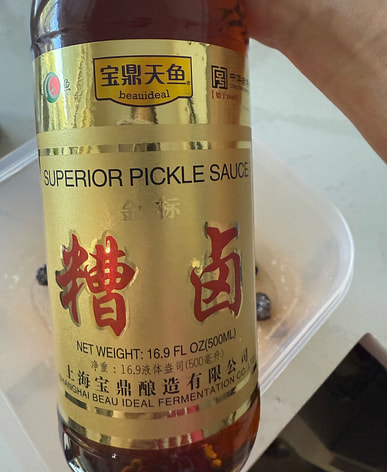 宝鼎天鱼
beauideal
SUPERIOR PICKLE SAUCE
金标
糟卤
NET WEIGHT: 16.9 FL OZ(500ML)
净重：16.9液体盎司(500毫升)
上海宝鼎酿造有限公司
SHANGHAI BEAU IDEAL FERMENTATION CO.,